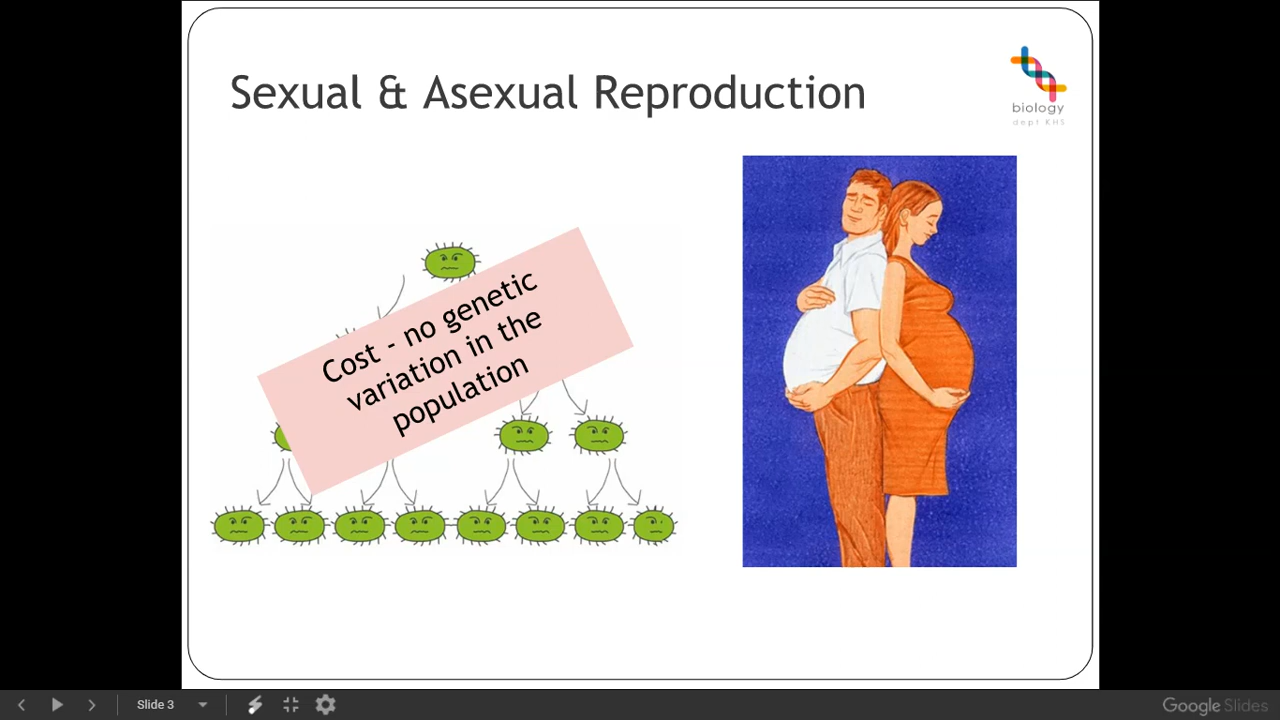 Sexual & Asexual Reproduction
biology
dept KHS
Cost - no genetic
variation in the
population
Slide 3
Google Slides